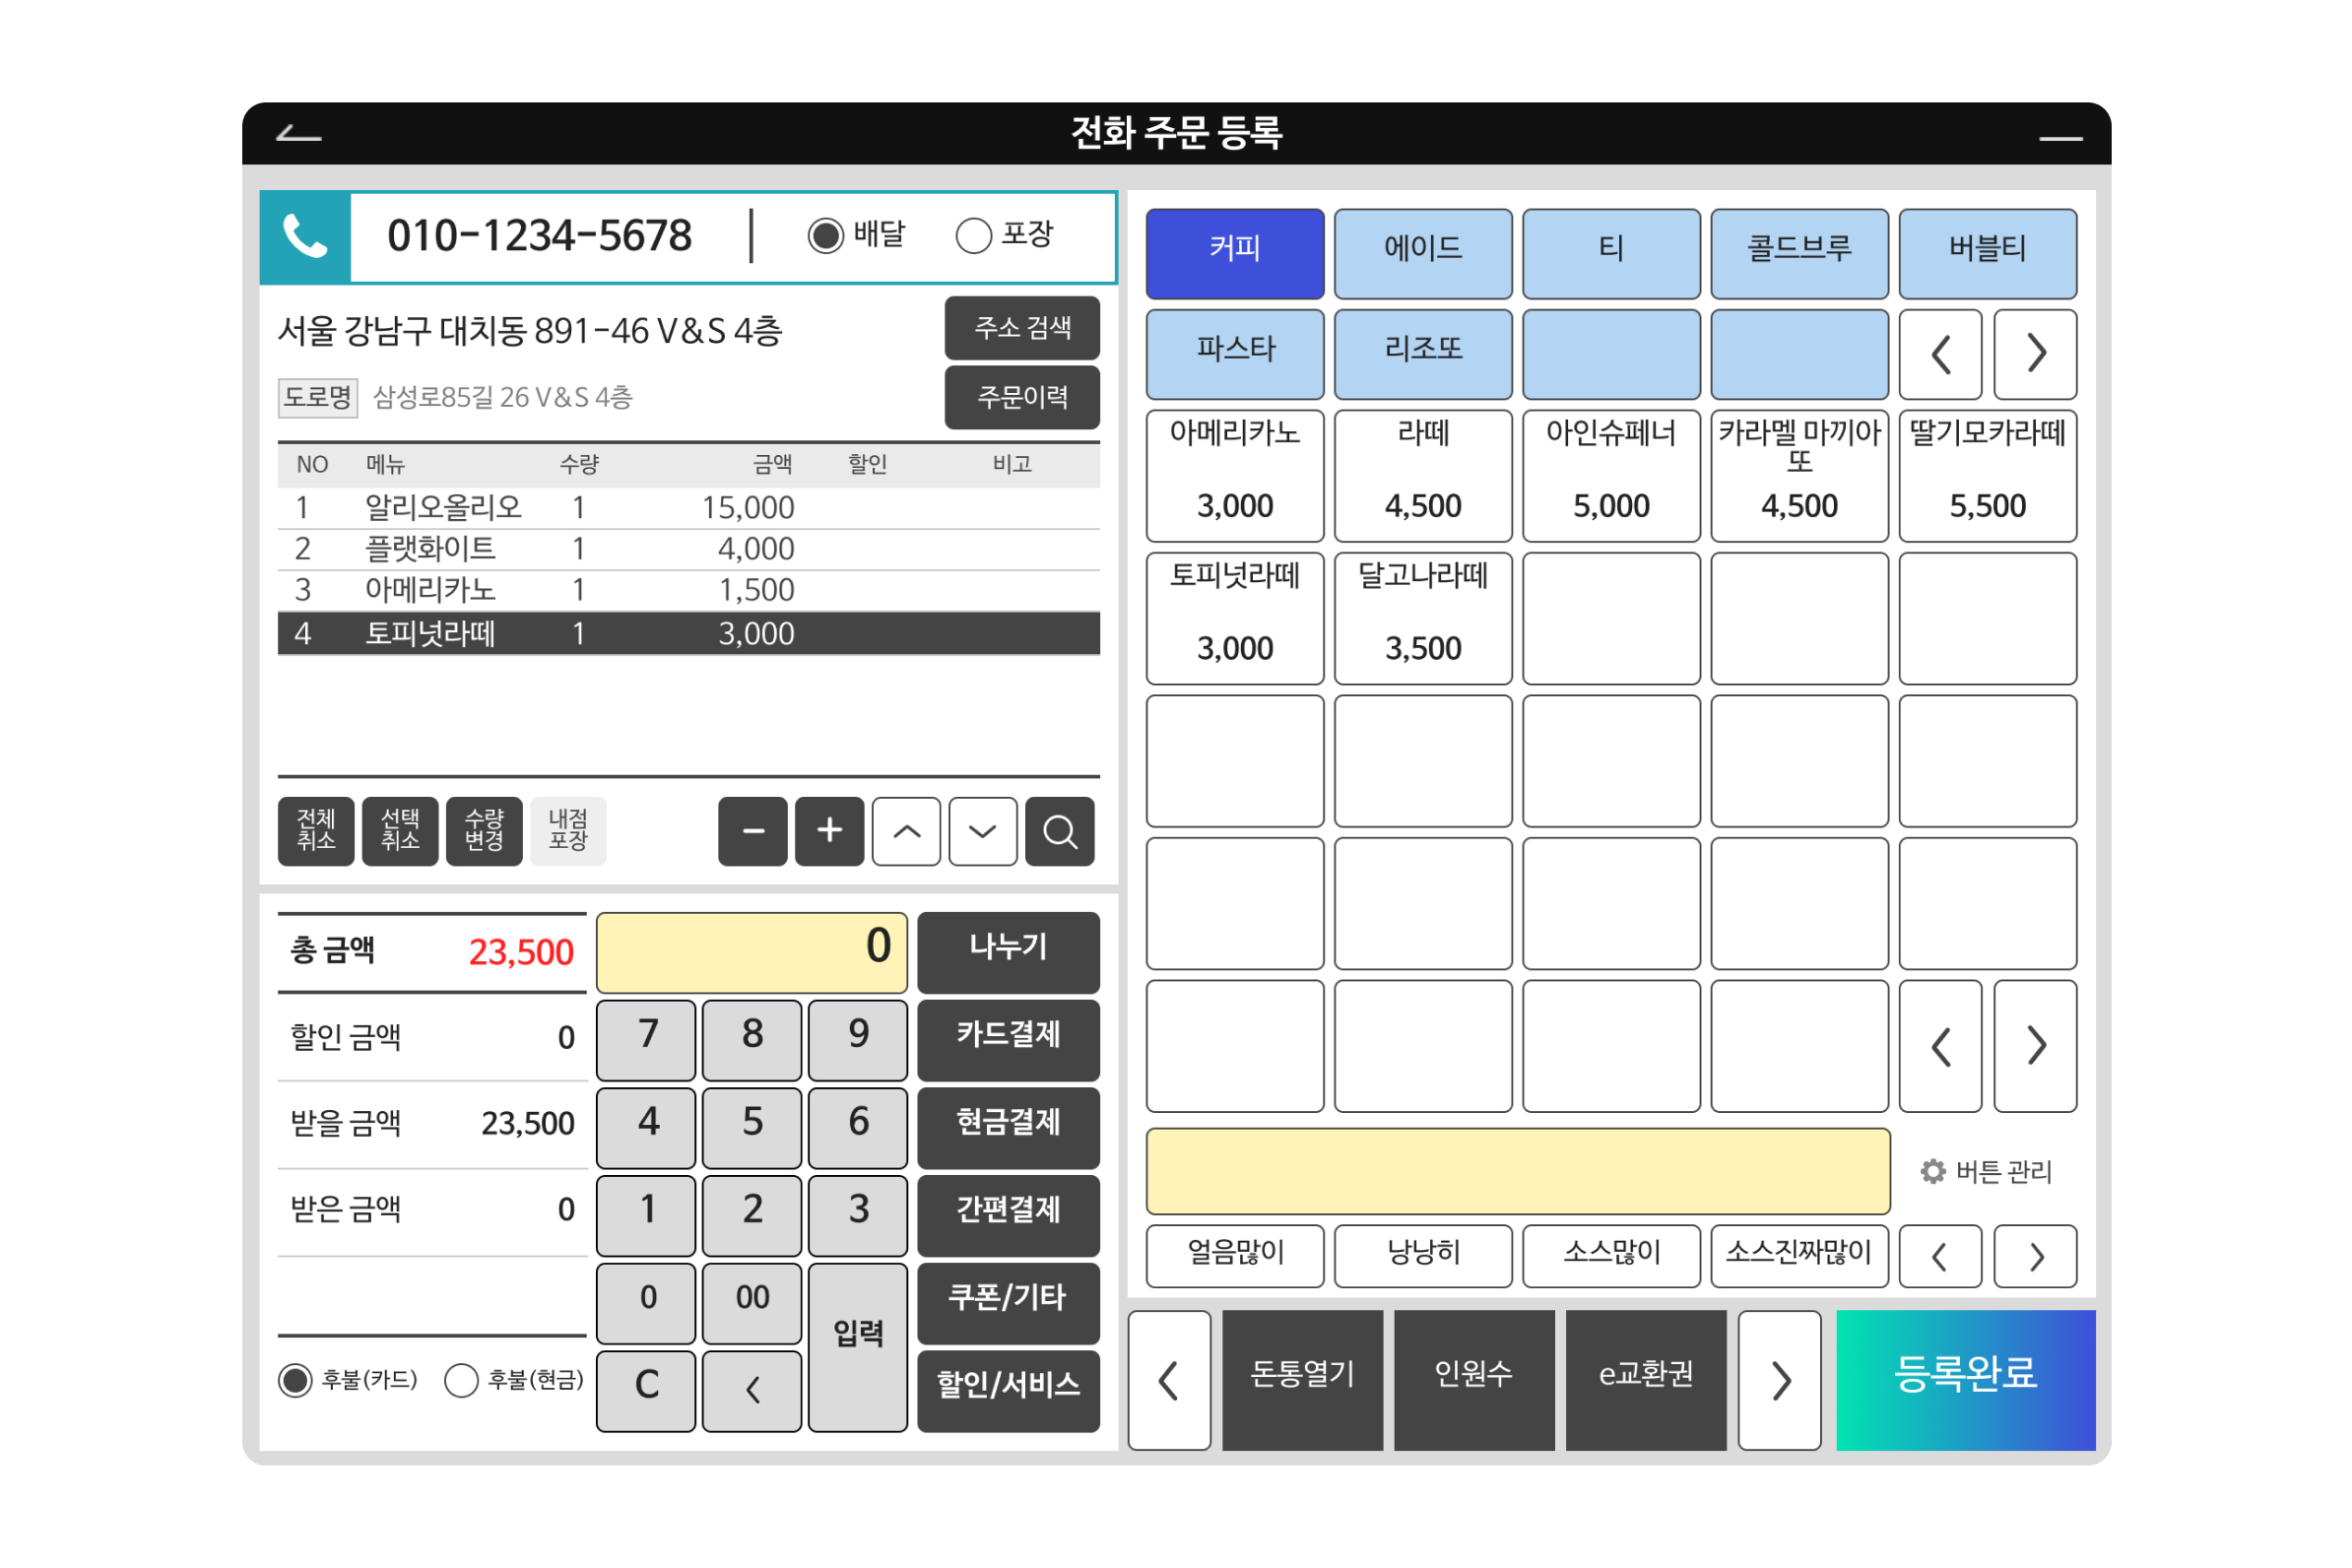 전화 주문 등록
010-1234-5678 배달 포장
서울 강남구 대치동 891-46 V&S 4층
주소 검색
도로명 삼성로85길 26 V&S 4층
주문이력
NO 메뉴 수량 금액 할인 비고
1 알리오올리오 1 15,000
2 플랫화이트 1 4,000
3 아메리카노 1 1,500
4 토피넛라떼 1 3,000
전체
취소
선택
취소
수량
변경
내점
포장
총 금액 23,500
할인 금액 0
받을 금액 23,500
받은 금액 0
후불(카드) 후불(현금)
0
7 8 9
4 5 6
1 2 3
0 00 입력
C
나누기
카드결제
현금결제
간편결제
쿠폰/기타
할인/서비스
커피 에이드 티 콜드브루 버블티
파스타 리조또
아메리카노
3,000
라떼
4,500
아인슈페너
5,000
카라멜 마끼아
또
4,500
딸기모카라떼
5,500
토피넛라떼
3,000
달고나라떼
3,500
버튼 관리
얼음많이 낭낭히 소스많이 소스진짜많이
돈통열기 인원수 e교환권 등록완료